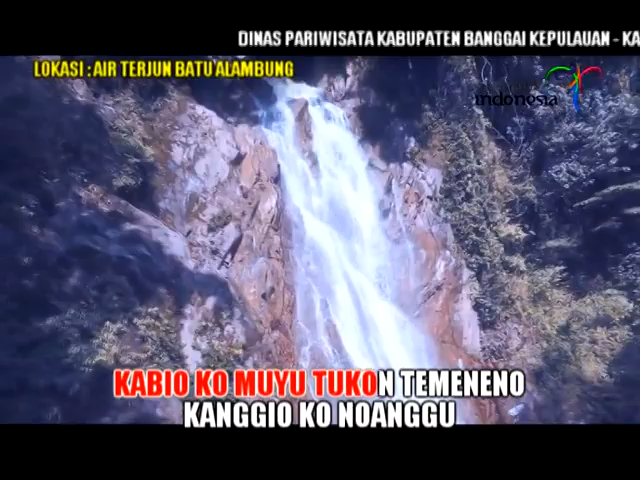 DINAS PARIWISATA KABUPATEN BANGGAI KEPULAUAN - KA
LOKASI : AIR TERJUN BATU ALAMBUNG
indonesia
KABIO KO MUYU TUKON TEMENENO
KANGGIO KO NOANGGU